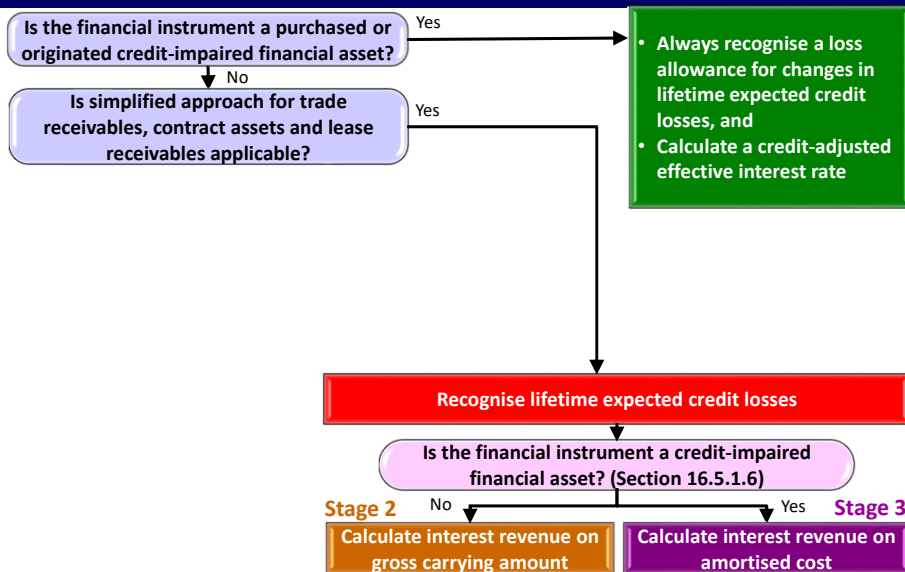 Is the financial instrument a purchased or
originated credit-impaired financial asset?
Yes
• Always recognise a loss
allowance for changes in
lifetime expected credit
losses, and
• Calculate a credit-adjusted
effective interest rate
No
Is simplified approach for trade
receivables, contract assets and lease
receivables applicable?
Yes
Recognise lifetime expected credit losses
Is the financial instrument a credit-impaired
financial asset? (Section 16.5.1.6)
Stage 2
No
Yes
Stage 3
Calculate interest revenue on
gross carrying amount
Calculate interest revenue on
amortised cost